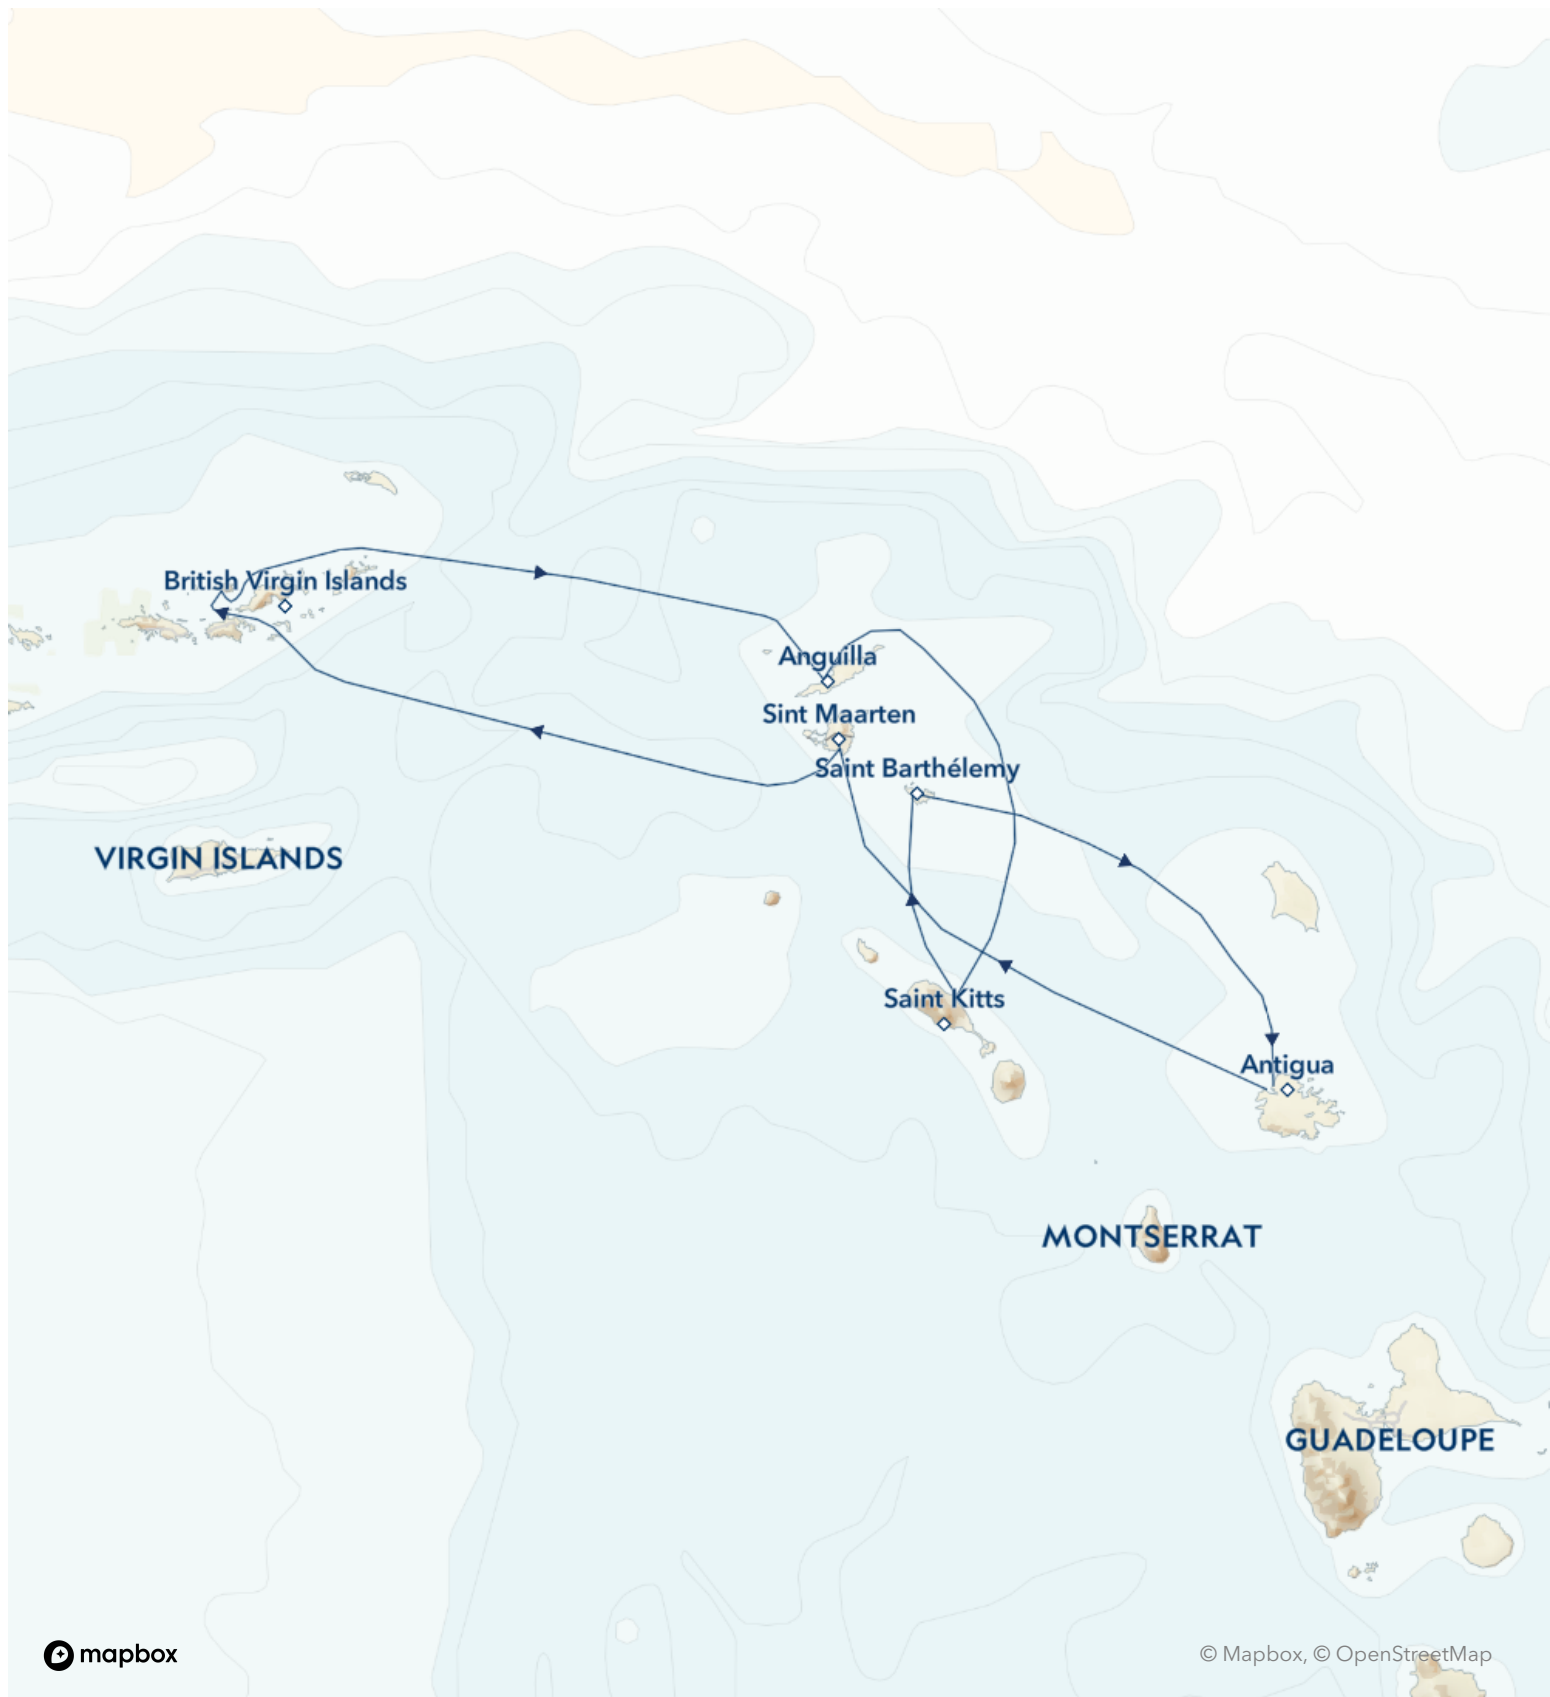 British Virgin Islands
Anguilla
Sint Maarten
Saint Barthélemy
VIRGIN ISLANDS
Saint Kitts
Antigua
MONTSERRAT
GUADELOUPE
mapbox
© Mapbox, © OpenStreetMap